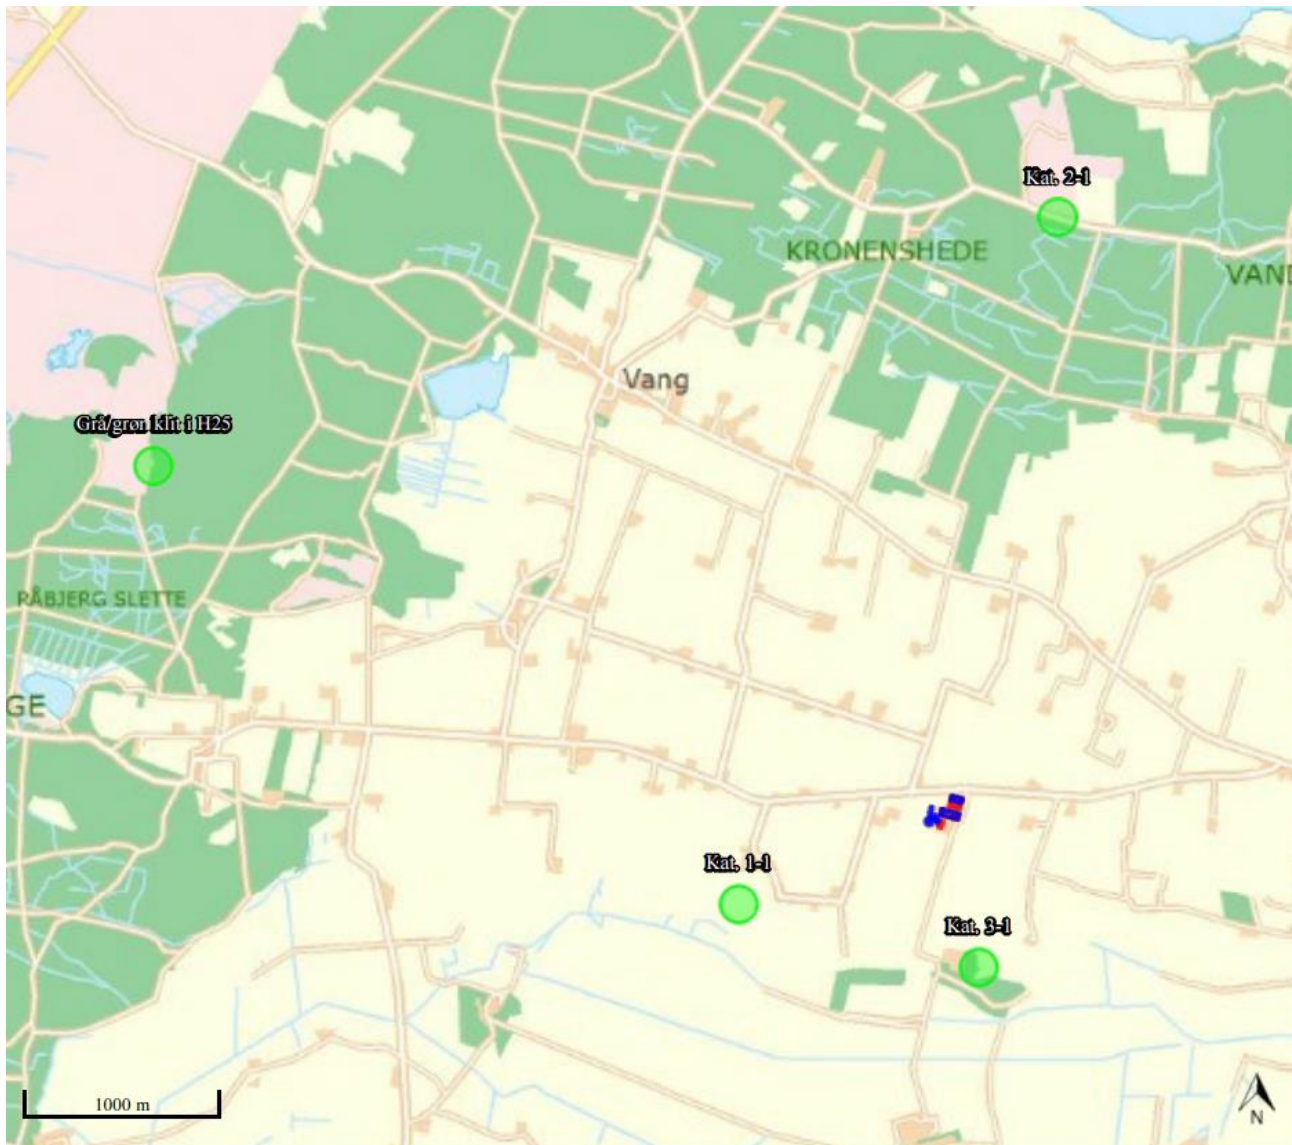 Kat. 2-1
KRONENSHEDE
VAND
Vang
Grå/grøn klit i H25
RÅBJERG SLETTE
GE
Kat. 1-1
Kat. 3-1
1000 m
N